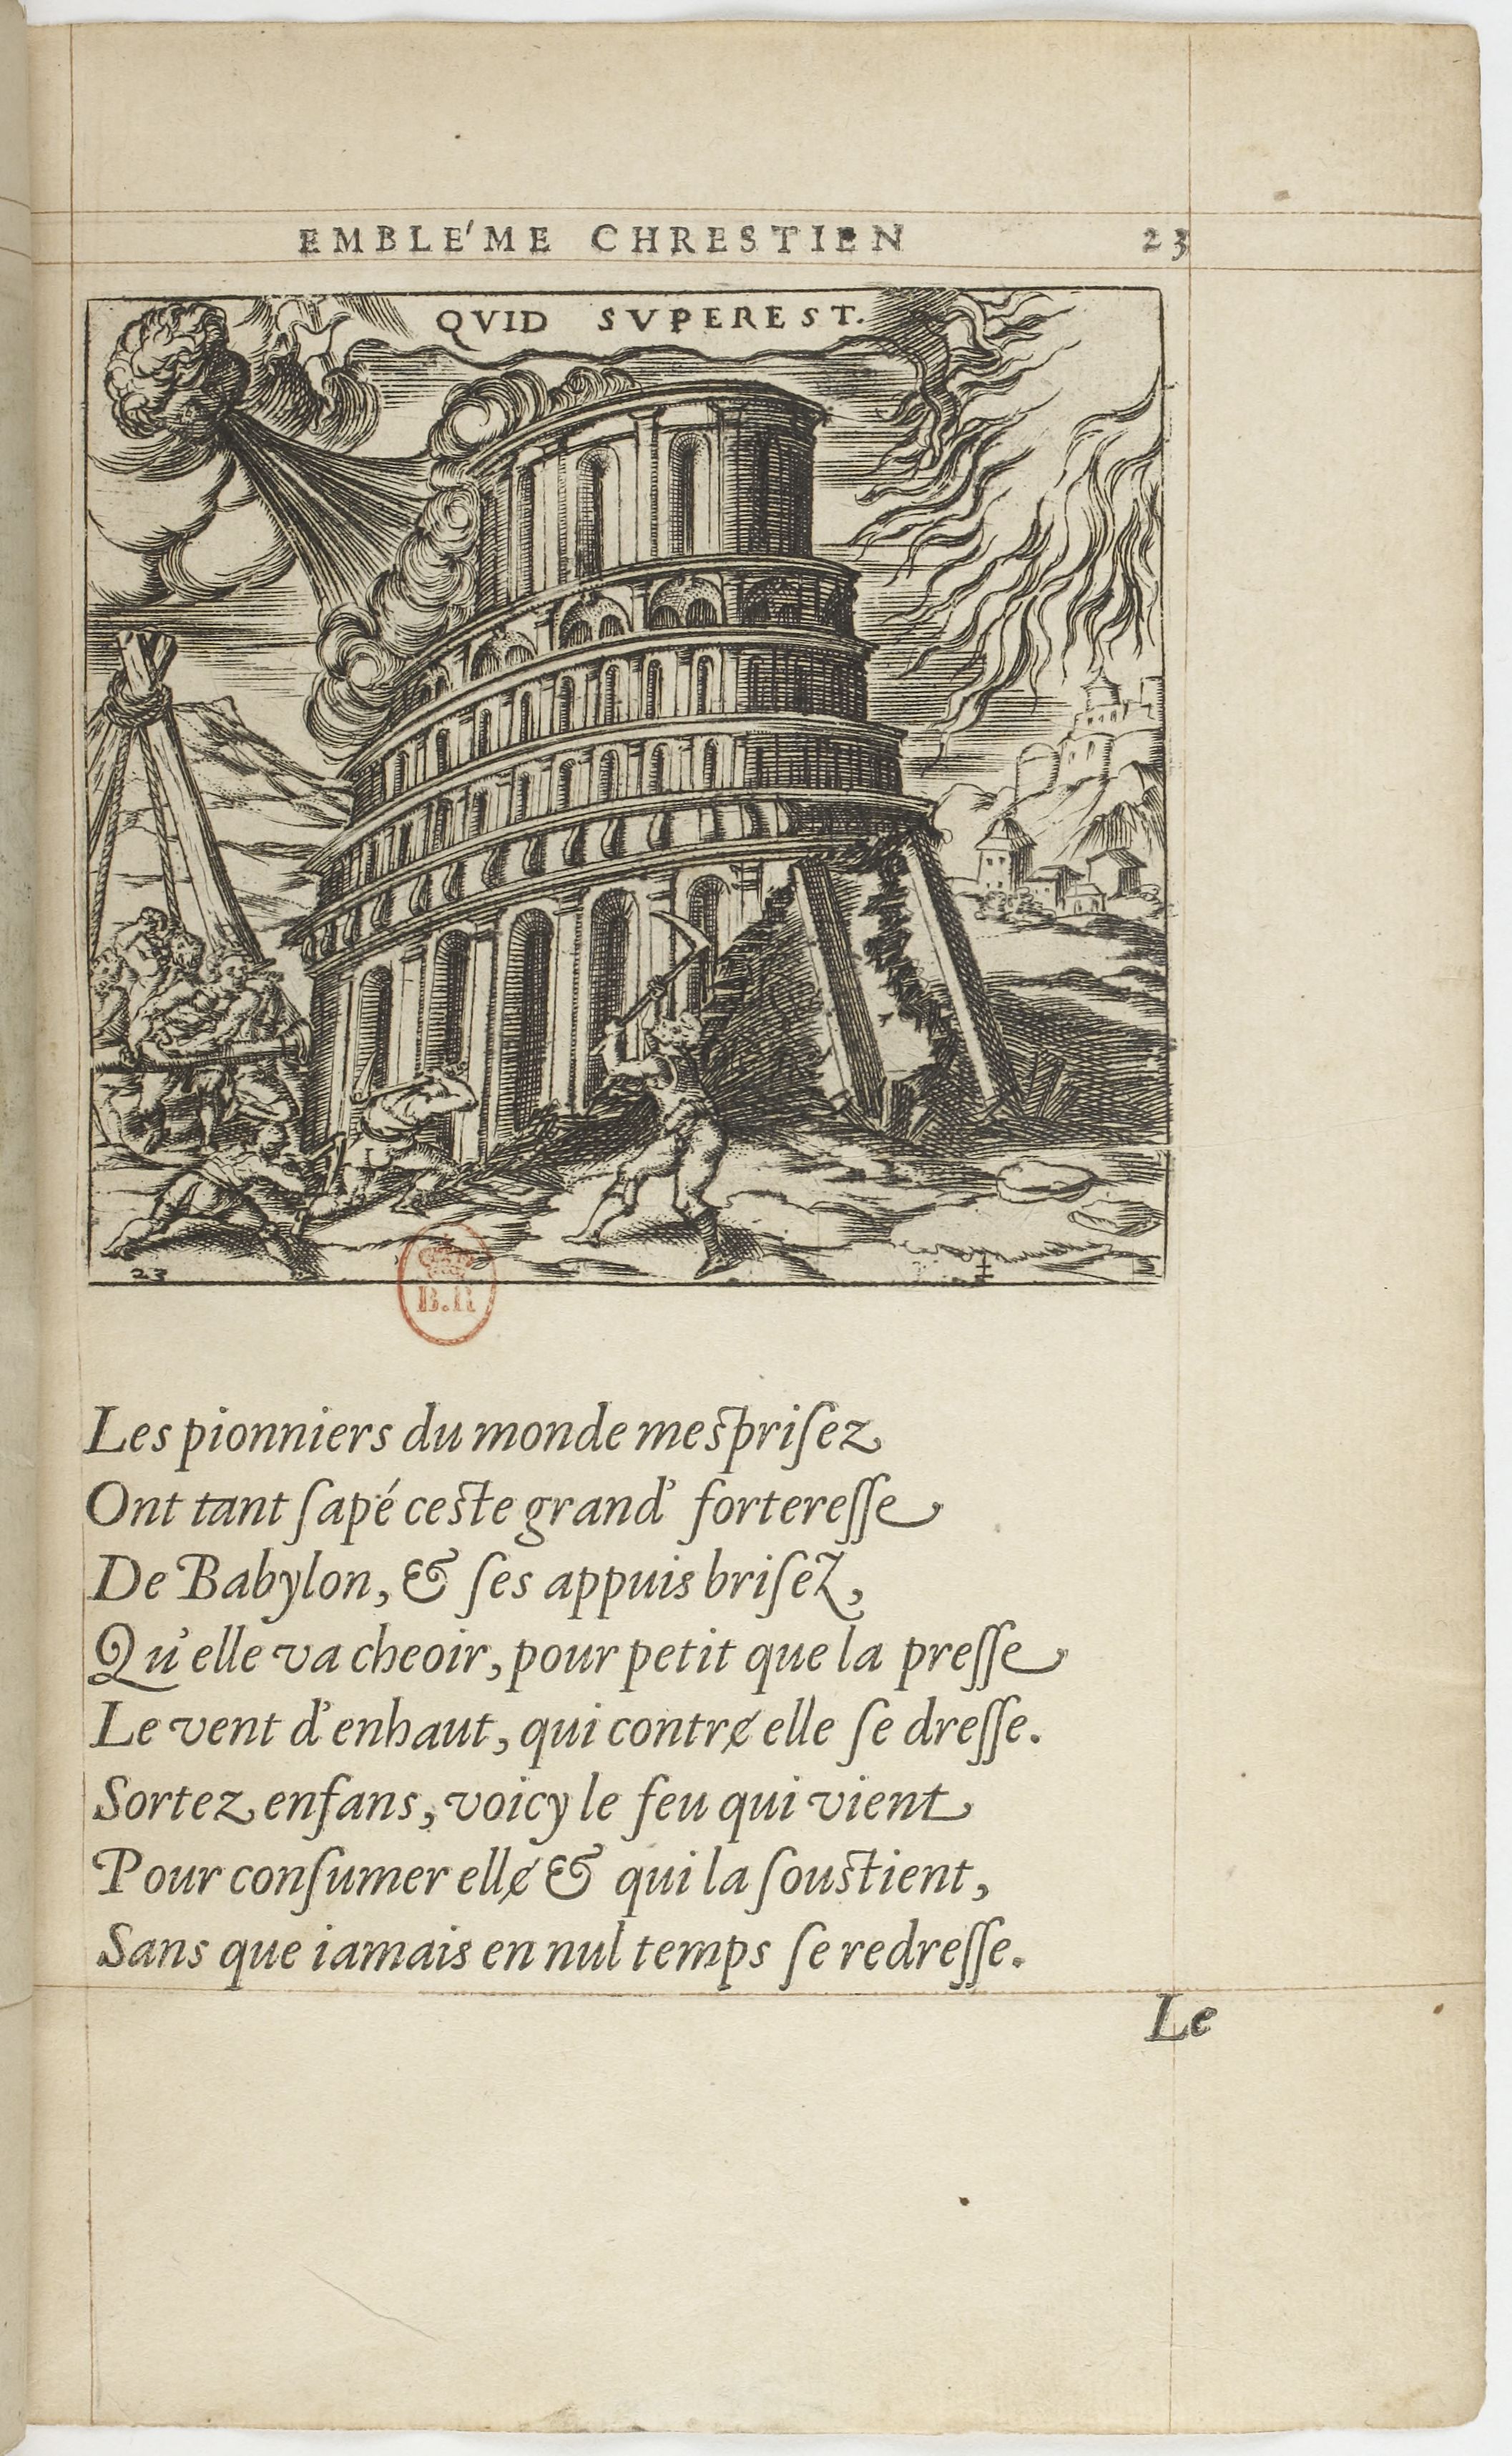 EMBLE'ME CHRESTIEN 23
QVID SVPEREST.
23
B.R
Les pionniers du monde mesprisez
Ont tant ſapé ceste grand' fortereſſe
De Babylon, & ſes appuis briſez,
Qu'elle va cheoir, pour petit que la preſſe
Le vent d'enhaut, qui contrɇ elle ſe dreſſe.
Sortez enfans, voicy le feu qui vient
Pour conſumer ellɇ & qui la ſoustient,
Sans que iamais en nul temps ſe redreſſe.
Le